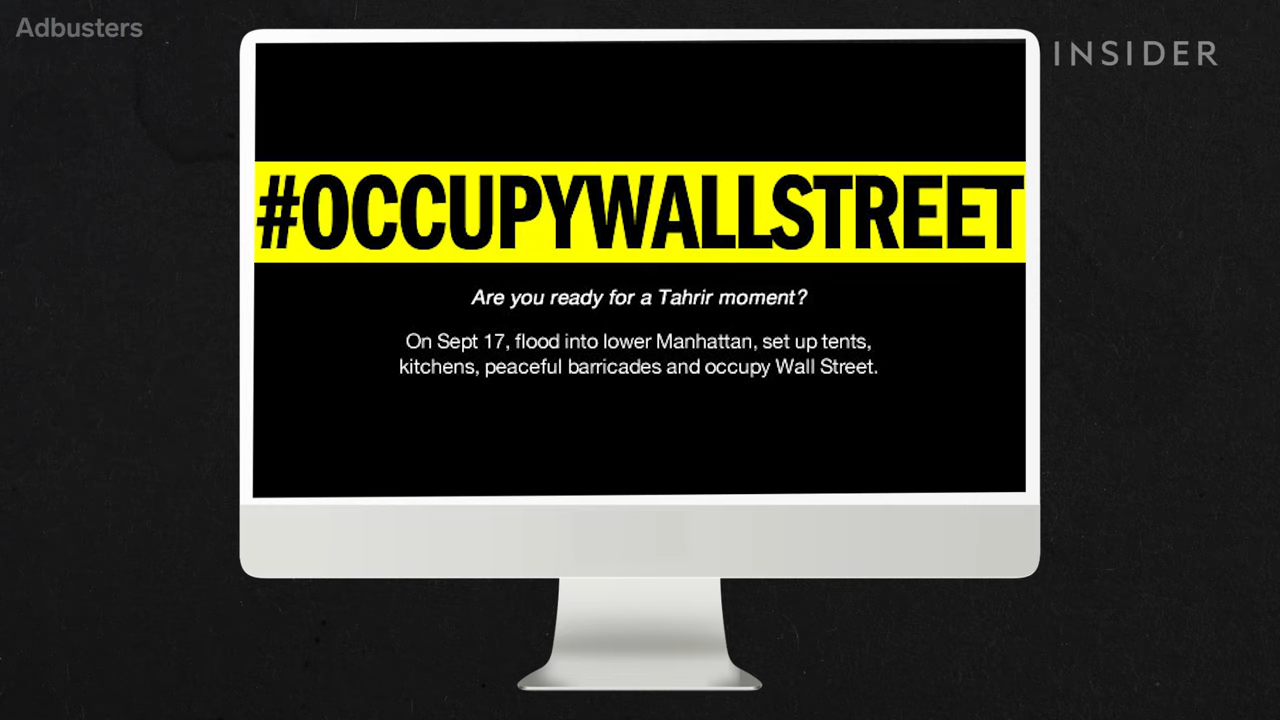 Adbusters
INSIDER
#OCCUPYWALLSTREET
Are you ready for a Tahrir moment?
On Sept 17, flood into lower Manhattan, set up tents,
kitchens, peaceful barricades and occupy Wall Street.